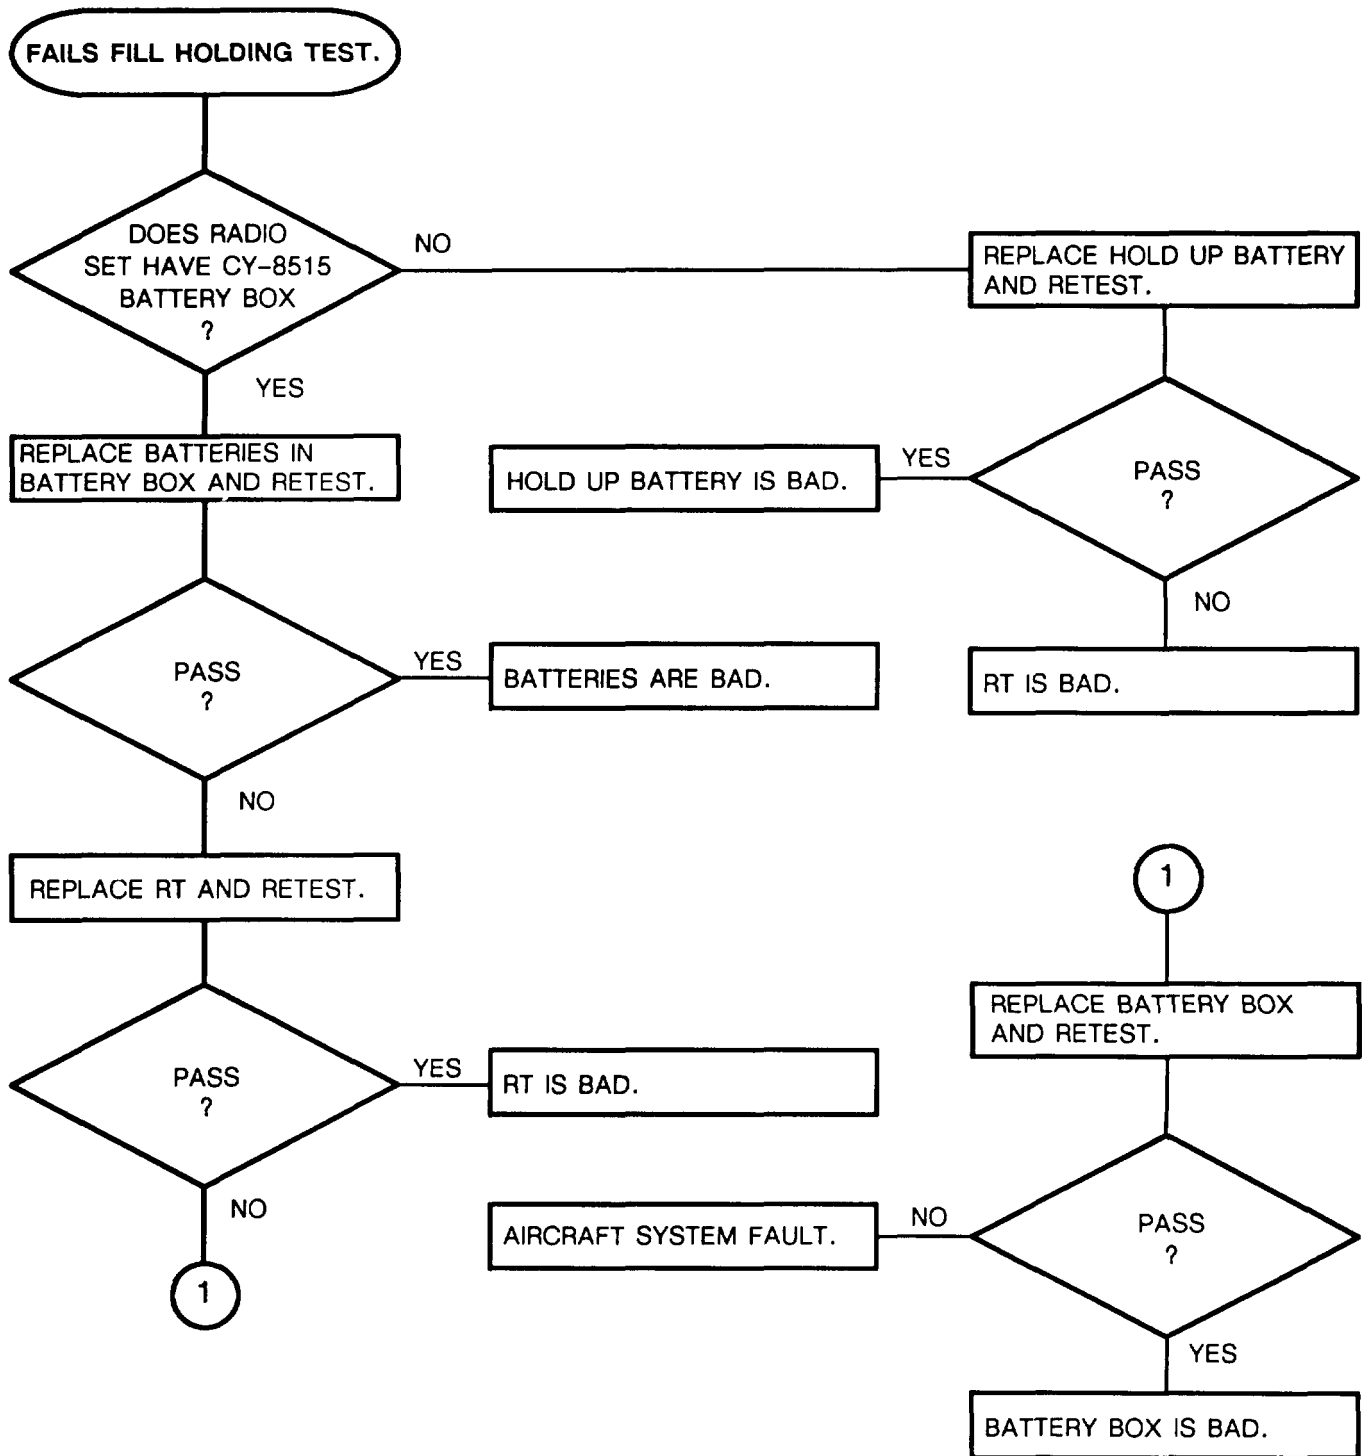 FAILS FILL HOLDING TEST.
DOES RADIO
SET HAVE CY-8515
BATTERY BOX
?
NO
YES
REPLACE HOLD UP BATTERY
AND RETEST.
PASS
?
YES
HOLD UP BATTERY IS BAD.
NO
RT IS BAD.
REPLACE BATTERIES IN
BATTERY BOX AND RETEST.
PASS
?
YES
BATTERIES ARE BAD.
NO
REPLACE RT AND RETEST.
PASS
?
YES
RT IS BAD.
NO
1
1
REPLACE BATTERY BOX
AND RETEST.
PASS
?
NO
AIRCRAFT SYSTEM FAULT.
YES
BATTERY BOX IS BAD.